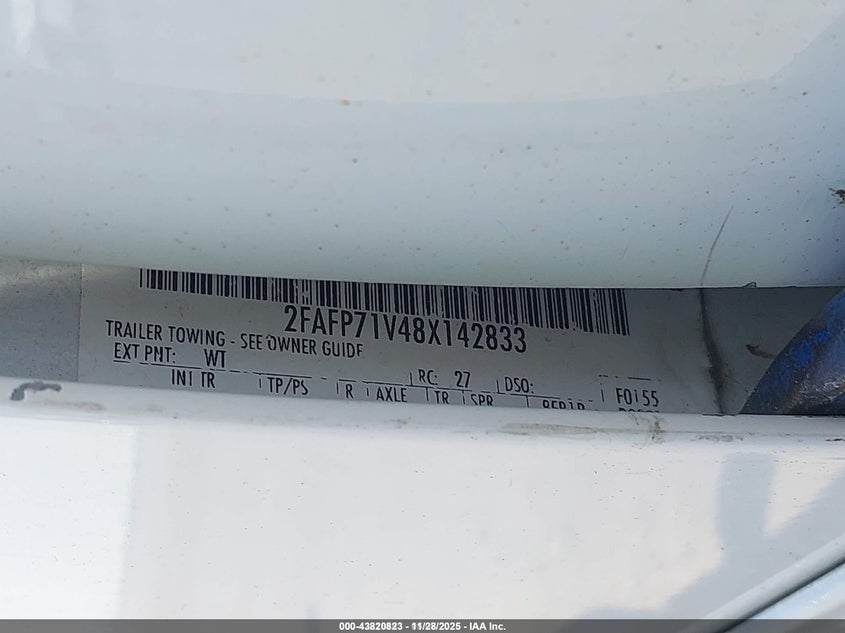 2FAFP71V48X142833
TRAILER TOWING - SEE OWNER GUIDE
EXT PNT: WT
RC: 27 DSO:
F0155
INT TR TP/PS R AXLE TR SPR
000-43820823 - 11/28/2025 - IAA Inc.